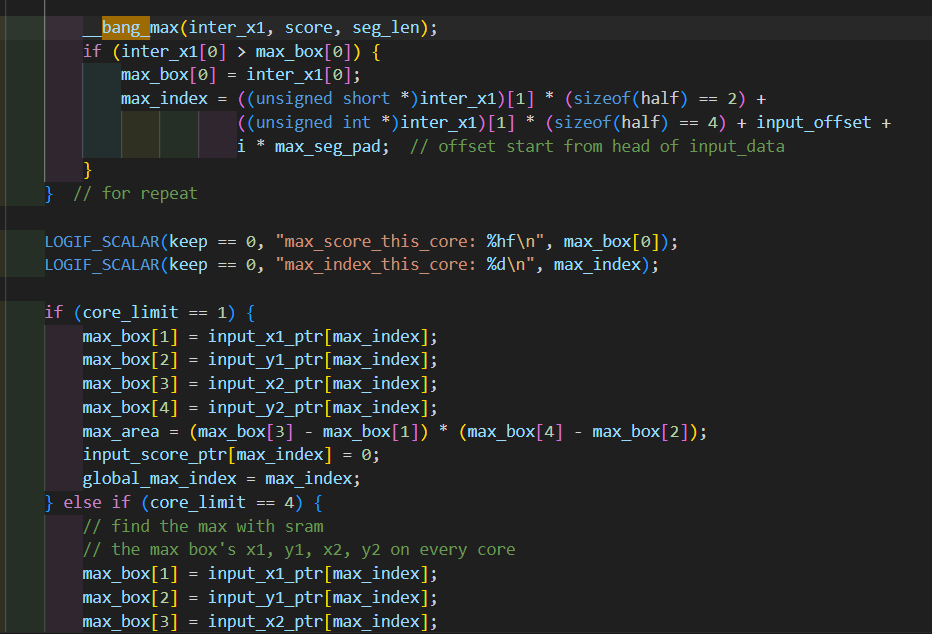 __bang_max(inter_x1, score, seg_len);
if (inter_x1[0] > max_box[0]) {
max_box[0] = inter_x1[0];
max_index = ((unsigned short *)inter_x1)[1] * (sizeof(half) == 2) +
((unsigned int *)inter_x1)[1] * (sizeof(half) == 4) + input_offset +
i * max_seg_pad;  // offset start from head of input_data
}
}  // for repeat
LOGIF_SCALAR(keep == 0, "max_score_this_core: %hf\n", max_box[0]);
LOGIF_SCALAR(keep == 0, "max_index_this_core: %d\n", max_index);
if (core_limit == 1) {
max_box[1] = input_x1_ptr[max_index];
max_box[2] = input_y1_ptr[max_index];
max_box[3] = input_x2_ptr[max_index];
max_box[4] = input_y2_ptr[max_index];
max_area = (max_box[3] - max_box[1]) * (max_box[4] - max_box[2]);
input_score_ptr[max_index] = 0;
global_max_index = max_index;
} else if (core_limit == 4) {
// find the max with sram
// the max box's x1, y1, x2, y2 on every core
max_box[1] = input_x1_ptr[max_index];
max_box[2] = input_y1_ptr[max_index];
max_box[3] = input_x2_ptr[max_index];